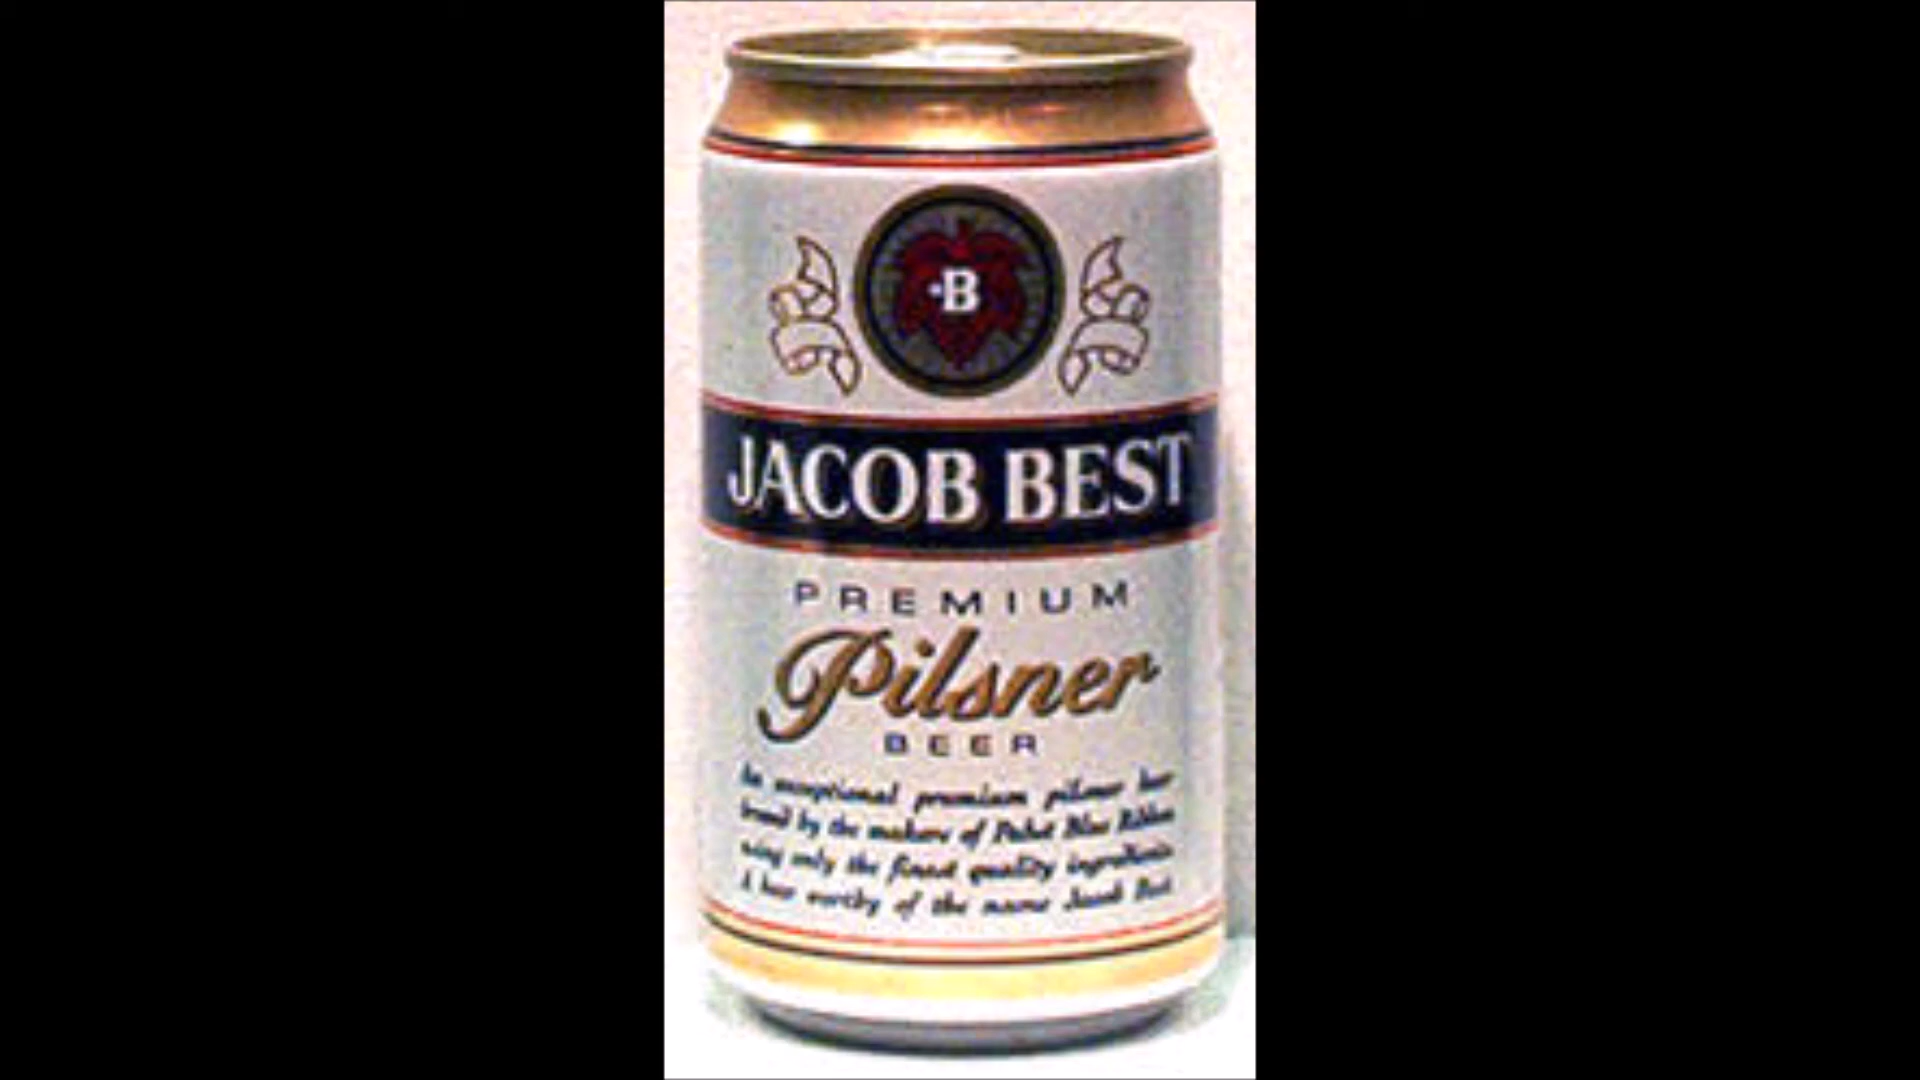 ·B
JACOB BEST
PREMIUM
Pilsner
BEER
An exceptional premium pilsner beer
brewed by the makers of Pabst Blue Ribbon
using only the finest quality ingredients
A beer worthy of the name Jacob Best